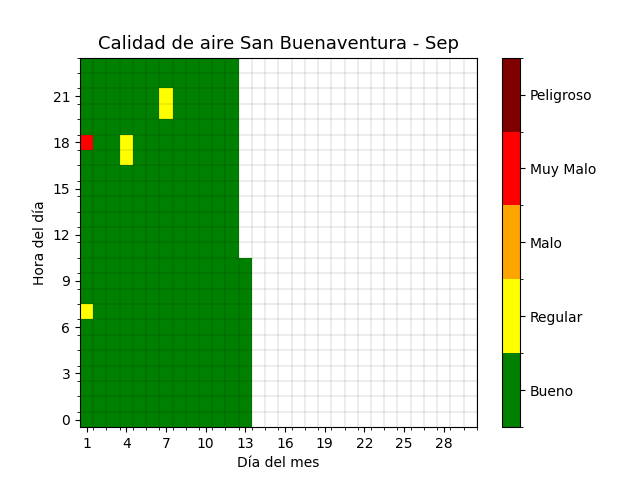 Calidad de aire San Buenaventura - Sep
Hora del día
21
18
15
12
9
6
3
0
1 4 7 10 13 16 19 22 25 28
Día del mes
Peligroso
Muy Malo
Malo
Regular
Bueno